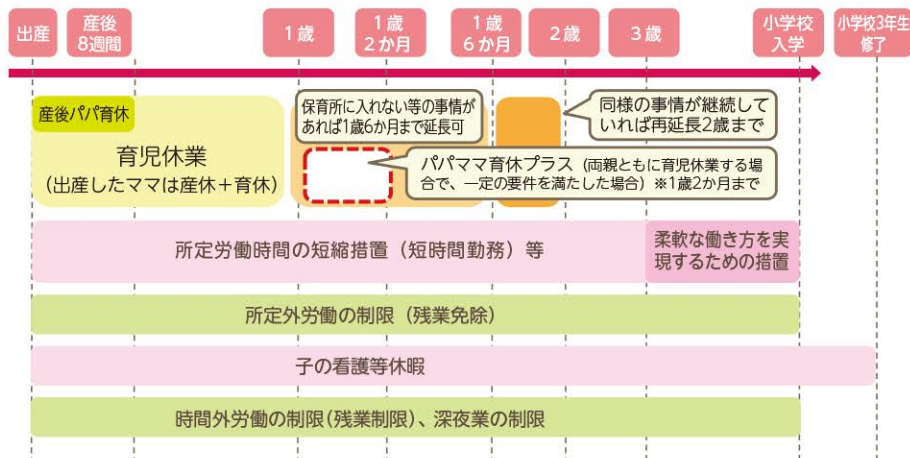 出産
産後
8週間
1歳
1歳
2か月
1歳
6か月
2歳
3歳
小学校
入学
小学校3年生
修了
産後パパ育休
育児休業
(出産したママは産休+育休)
保育所に入れない等の事情が
あれば1歳6か月まで延長可
同様の事情が継続して
いれば再延長2歳まで
パパママ育休プラス(両親ともに育児休業する場
合で、一定の要件を満たした場合)※1歳2か月まで
所定労働時間の短縮措置(短時間勤務)等
柔軟な働き方を実
現するための措置
所定外労働の制限(残業免除)
子の看護等休暇
時間外労働の制限(残業制限)、深夜業の制限